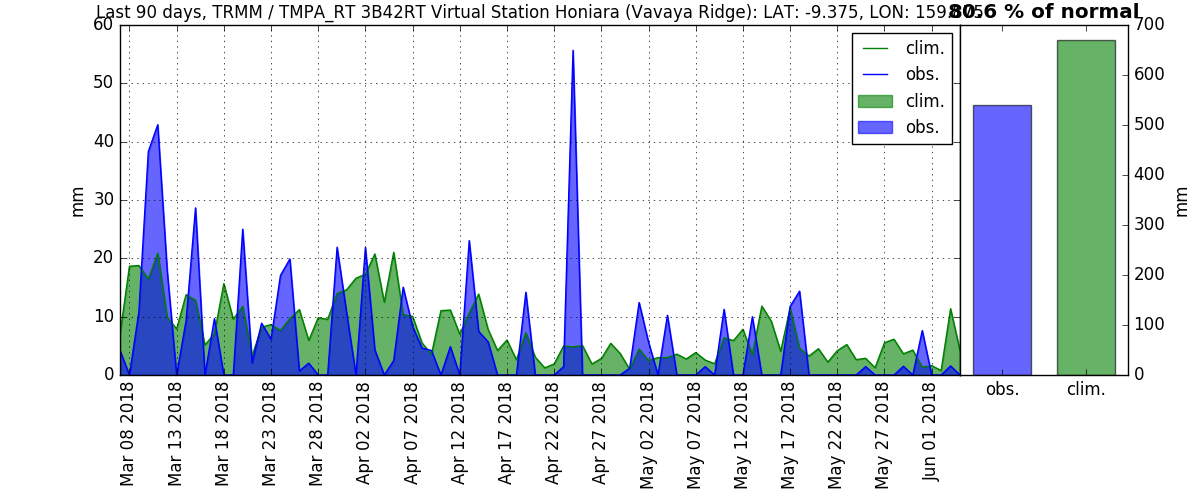 Last 90 days, TRMM / TMPA_RT 3B42RT Virtual Station Honiara (Vavaya Ridge): LAT: -9.375, LON: 159.875
80.6 % of normal
60
50
40
30
20
10
0
mm
clim.
obs.
clim.
obs.
Mar 08 2018
Mar 13 2018
Mar 18 2018
Mar 23 2018
Mar 28 2018
Apr 02 2018
Apr 07 2018
Apr 12 2018
Apr 17 2018
Apr 22 2018
Apr 27 2018
May 02 2018
May 07 2018
May 12 2018
May 17 2018
May 22 2018
May 27 2018
Jun 01 2018
700
600
500
400
300
200
100
0
mm
obs.
clim.